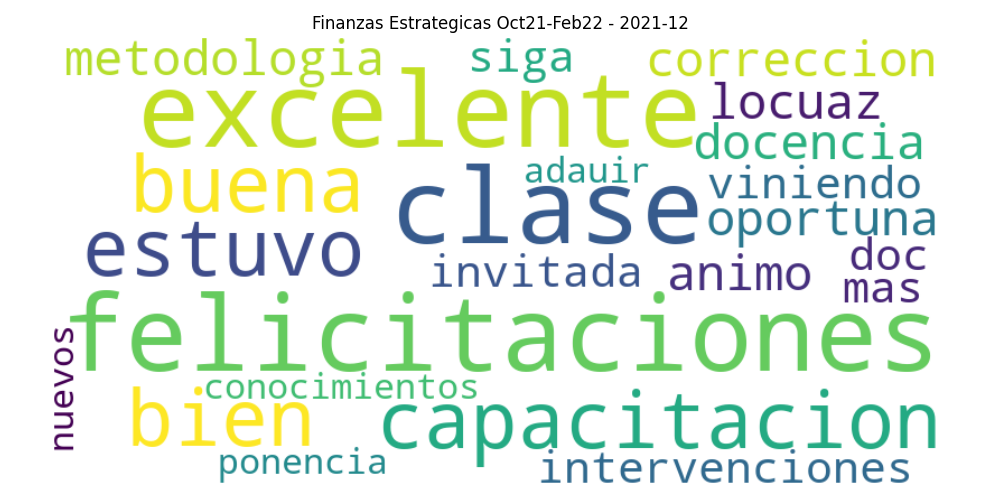 Finanzas Estrategicas Oct21-Feb22 - 2021-12
metodologia
siga
correccion
excelente
locuaz
docencia
buena
adauir
viniendo
clase
oportuna
estuvo
invitada
animo
doc
mas
felicitaciones
nuevos
conocimientos
bien
capacitacion
ponencia
intervenciones